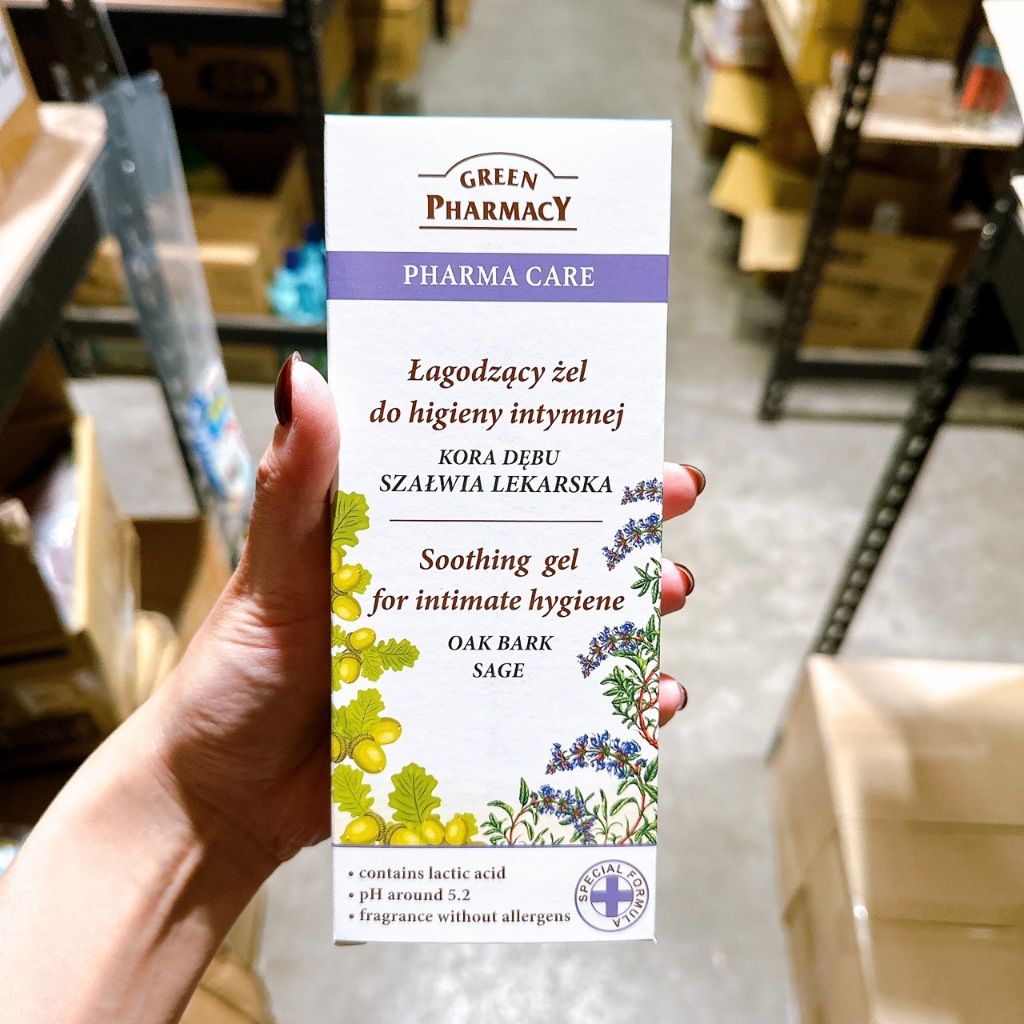 GREEN
PHARMACY
PHARMA CARE
Łagodzący żel
do higieny intymnej
KORA DĘBU
SZAŁWIA LEKARSKA
Soothing gel
for intimate hygiene
OAK BARK
SAGE
• contains lactic acid
• pH around 5.2
• fragrance without allergens
SPECIAL FORMULA